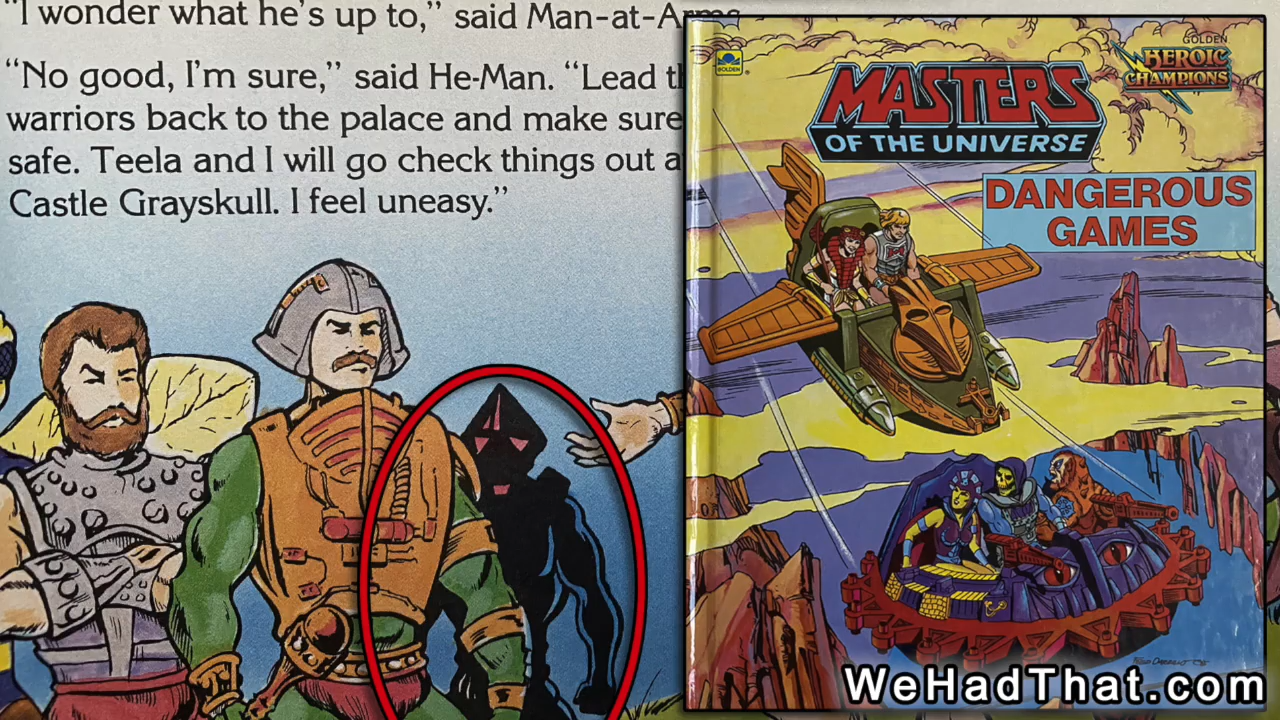 "I wonder what he's up to," said Man-at-Arms.
"No good, I'm sure," said He-Man. "Lead
warriors back to the palace and make sure
safe. Teela and I will go check things out
Castle Grayskull. I feel uneasy."
GOLDEN
GOLDEN
HEROIC
CHAMPIONS
MASTERS
OF THE UNIVERSE
DANGEROUS
GAMES
WeHadThat.com